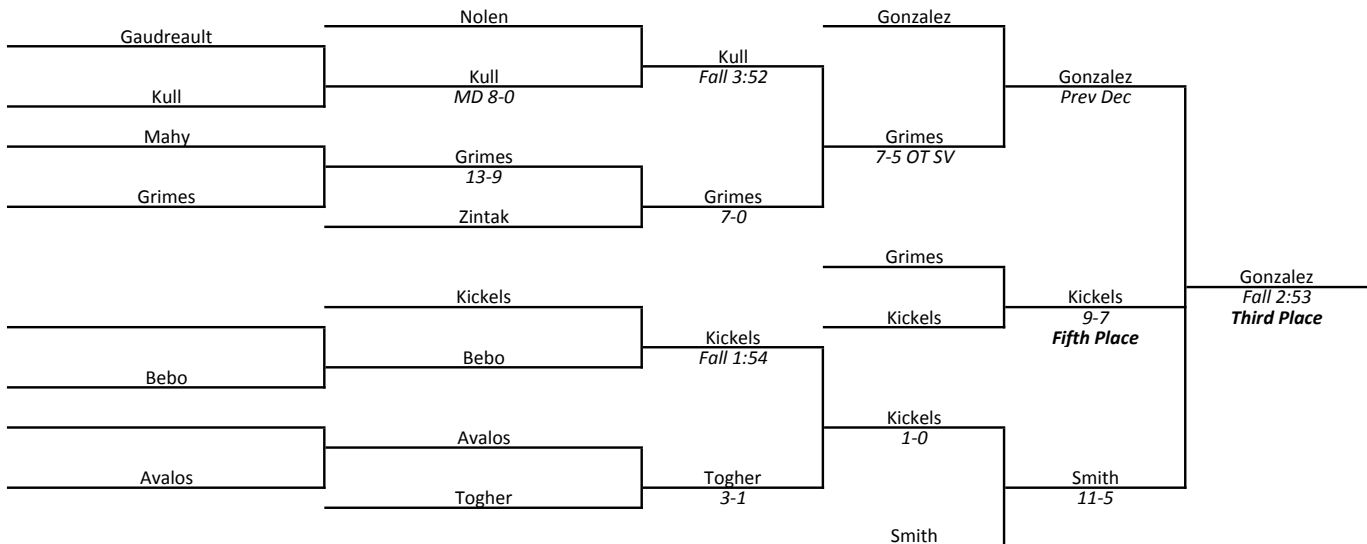 Nolen
Gonzalez
Gaudreault
Kull
Fall 3:52
Kull
MD 8-0
Gonzalez
Prev Dec
Kull
Mahy
Grimes
7-5 OT SV
Grimes
13-9
Grimes
Grimes
7-0
Zintak
Grimes
Gonzalez
Fall 2:53
Third Place
Kickels
Kickels
9-7
Fifth Place
Kickels
Kickels
Fall 1:54
Bebo
Bebo
Kickels
1-0
Avalos
Avalos
Togher
3-1
Smith
11-5
Togher
Smith